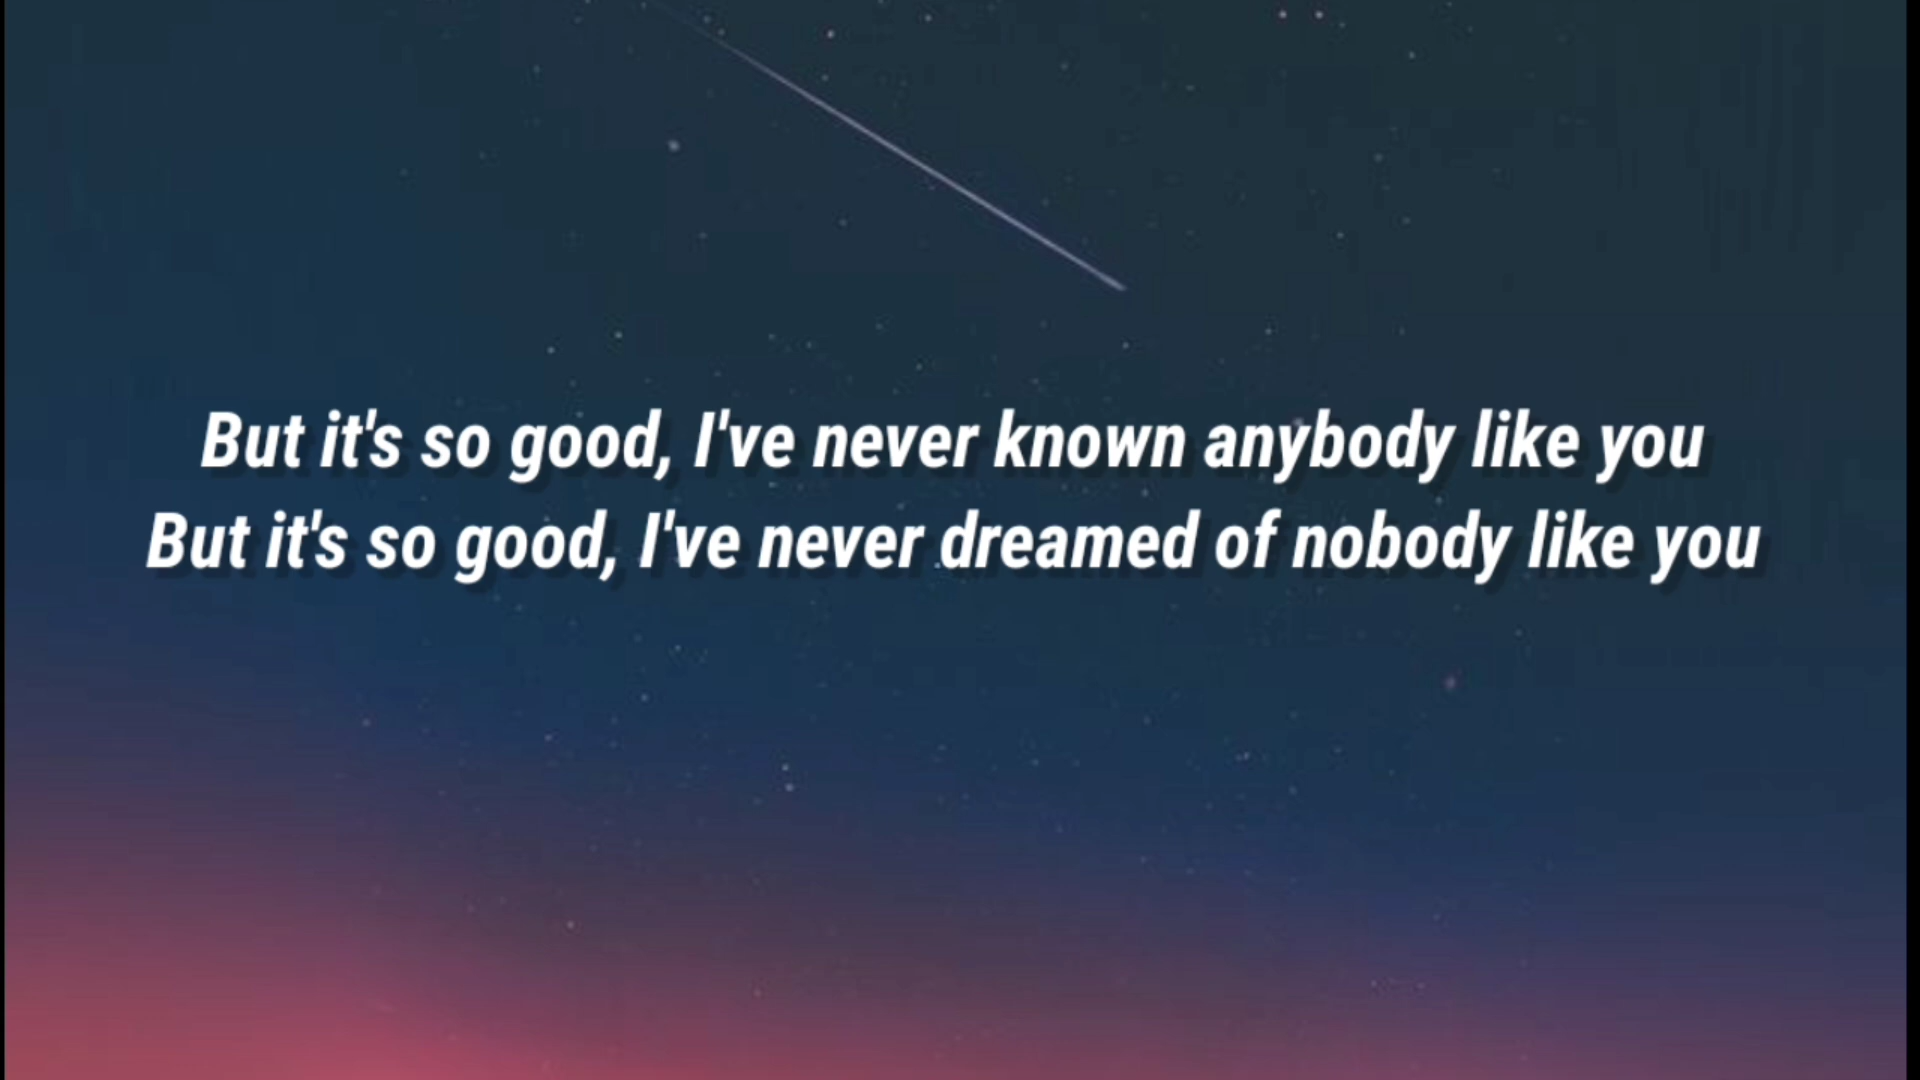 But it's so good, I've never known anybody like you
But it's so good, I've never dreamed of nobody like you